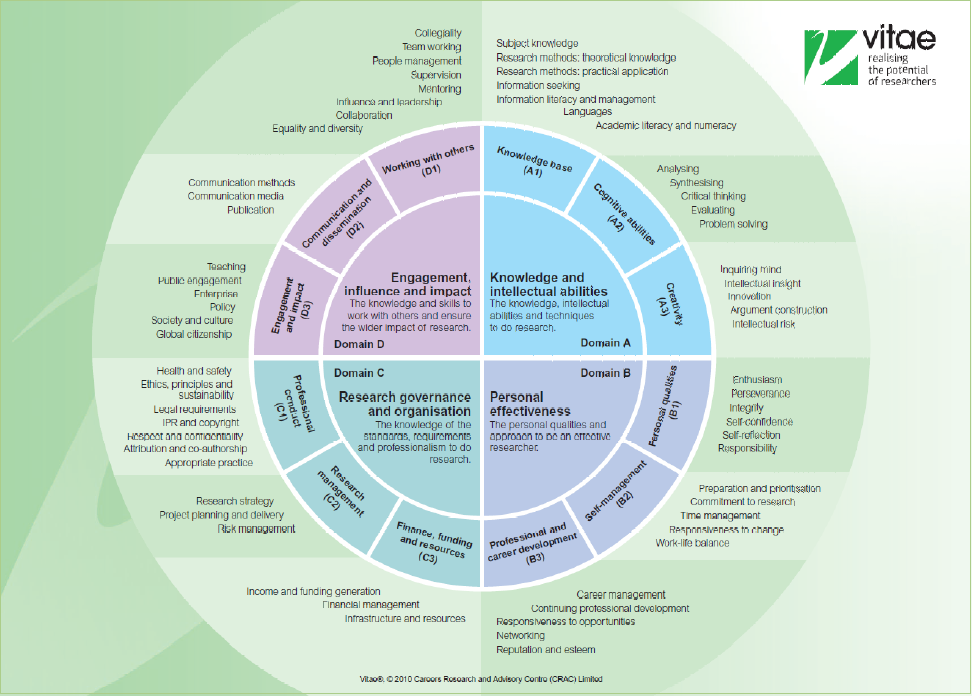 vitae
realising
the potential
of researchers
Collegiality
Team working
People management
Supervision
Mentoring
Influence and leadership
Collaboration
Equality and diversity
Subject knowledge
Research methods: theoretical knowledge
Research methods: practical application
Information seeking
Information literacy and management
Languages
Academic literacy and numeracy
Working with others
(D1)
Knowledge base
(A1)
Communication methods
Communication media
Publication
Communication and
dissemination
(D2)
Cognitive abilities
(A2)
Analysing
Synthesising
Critical thinking
Evaluating
Problem solving
Teaching
Public engagement
Enterprise
Policy
Society and culture
Global citizenship
Engagement
and impact
(D3)
Engagement,
influence and impact
The knowledge and skills to
work with others and ensure
the wider impact of research.
Domain D
Knowledge and
intellectual abilities
The knowledge, intellectual
abilities and techniques
to do research.
Domain A
Creativity
(A3)
Inquiring mind
Intellectual insight
Innovation
Argument construction
Intellectual risk
Health and safety
Ethics, principles and
sustainability
Legal requirements
IPR and copyright
Respect and confidentiality
Attribution and co-authorship
Appropriate practice
Professional
conduct
(C1)
Domain C
Research governance
and organisation
The knowledge of the
standards, requirements
and professionalism to do
research.
Domain B
Personal
effectiveness
The personal qualities and
approach to be an effective
researcher.
Personal qualities
(B1)
Enthusiasm
Perseverance
Integrity
Self-confidence
Self-reflection
Responsibility
Research strategy
Project planning and delivery
Risk management
Research
management
(C2)
Self-management
(B2)
Preparation and prioritisation
Commitment to research
Time management
Responsiveness to change
Work-life balance
Finance, funding
and resources
(C3)
Professional and
career development
(B3)
Income and funding generation
Financial management
Infrastructure and resources
Career management
Continuing professional development
Responsiveness to opportunities
Networking
Reputation and esteem
Vitae®, © 2010 Careers Research and Advisory Centre (CRAC) Limited